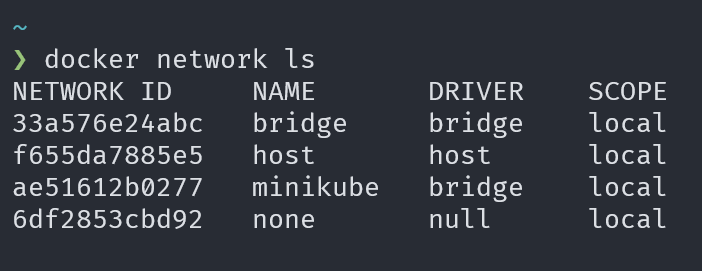 ~
❯ docker network ls
NETWORK ID     NAME       DRIVER    SCOPE
33a576e24abc   bridge     bridge    local
f655da7885e5   host       host      local
ae51612b0277   minikube   bridge    local
6df2853cbd92   none       null      local